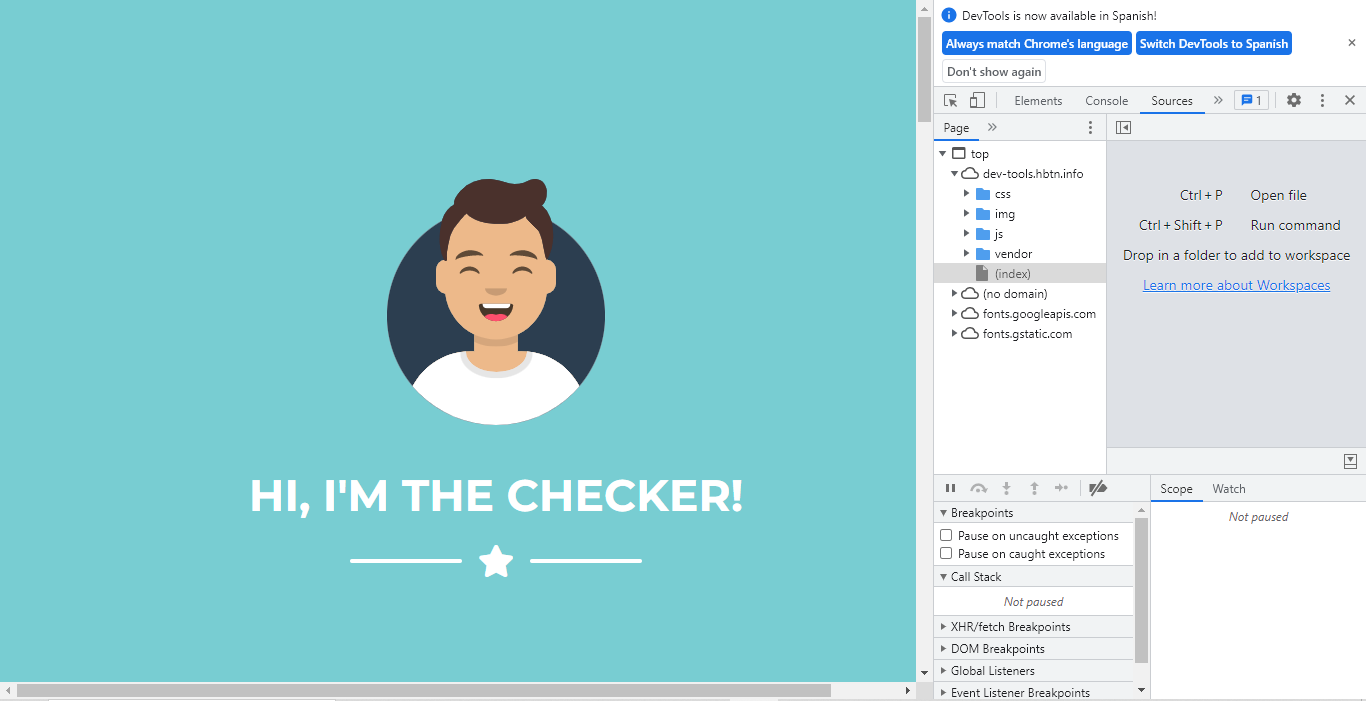 HI, I'M THE CHECKER!
DevTools is now available in Spanish!
Always match Chrome's language Switch DevTools to Spanish
Don't show again
Elements Console Sources 1
Page
top
dev-tools.hbtn.info
css
img
js
vendor
(index)
(no domain)
fonts.googleapis.com
fonts.gstatic.com
Ctrl + P Open file
Ctrl + Shift + P Run command
Drop in a folder to add to workspace
Learn more about Workspaces
Breakpoints
Pause on uncaught exceptions
Pause on caught exceptions
Call Stack
Not paused
XHR/fetch Breakpoints
DOM Breakpoints
Global Listeners
Event Listener Breakpoints
Scope Watch
Not paused